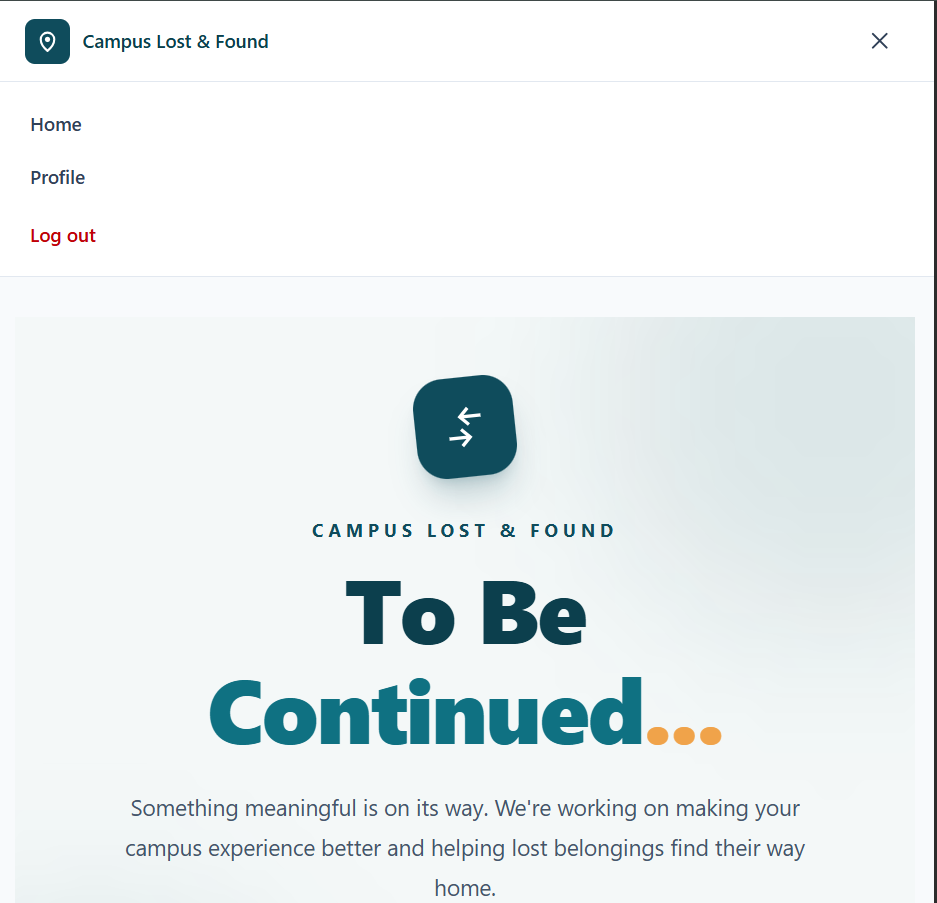 Campus Lost & Found
Home
Profile
Log out
CAMPUS LOST & FOUND
To Be
Continued...
Something meaningful is on its way. We're working on making your
campus experience better and helping lost belongings find their way
home.